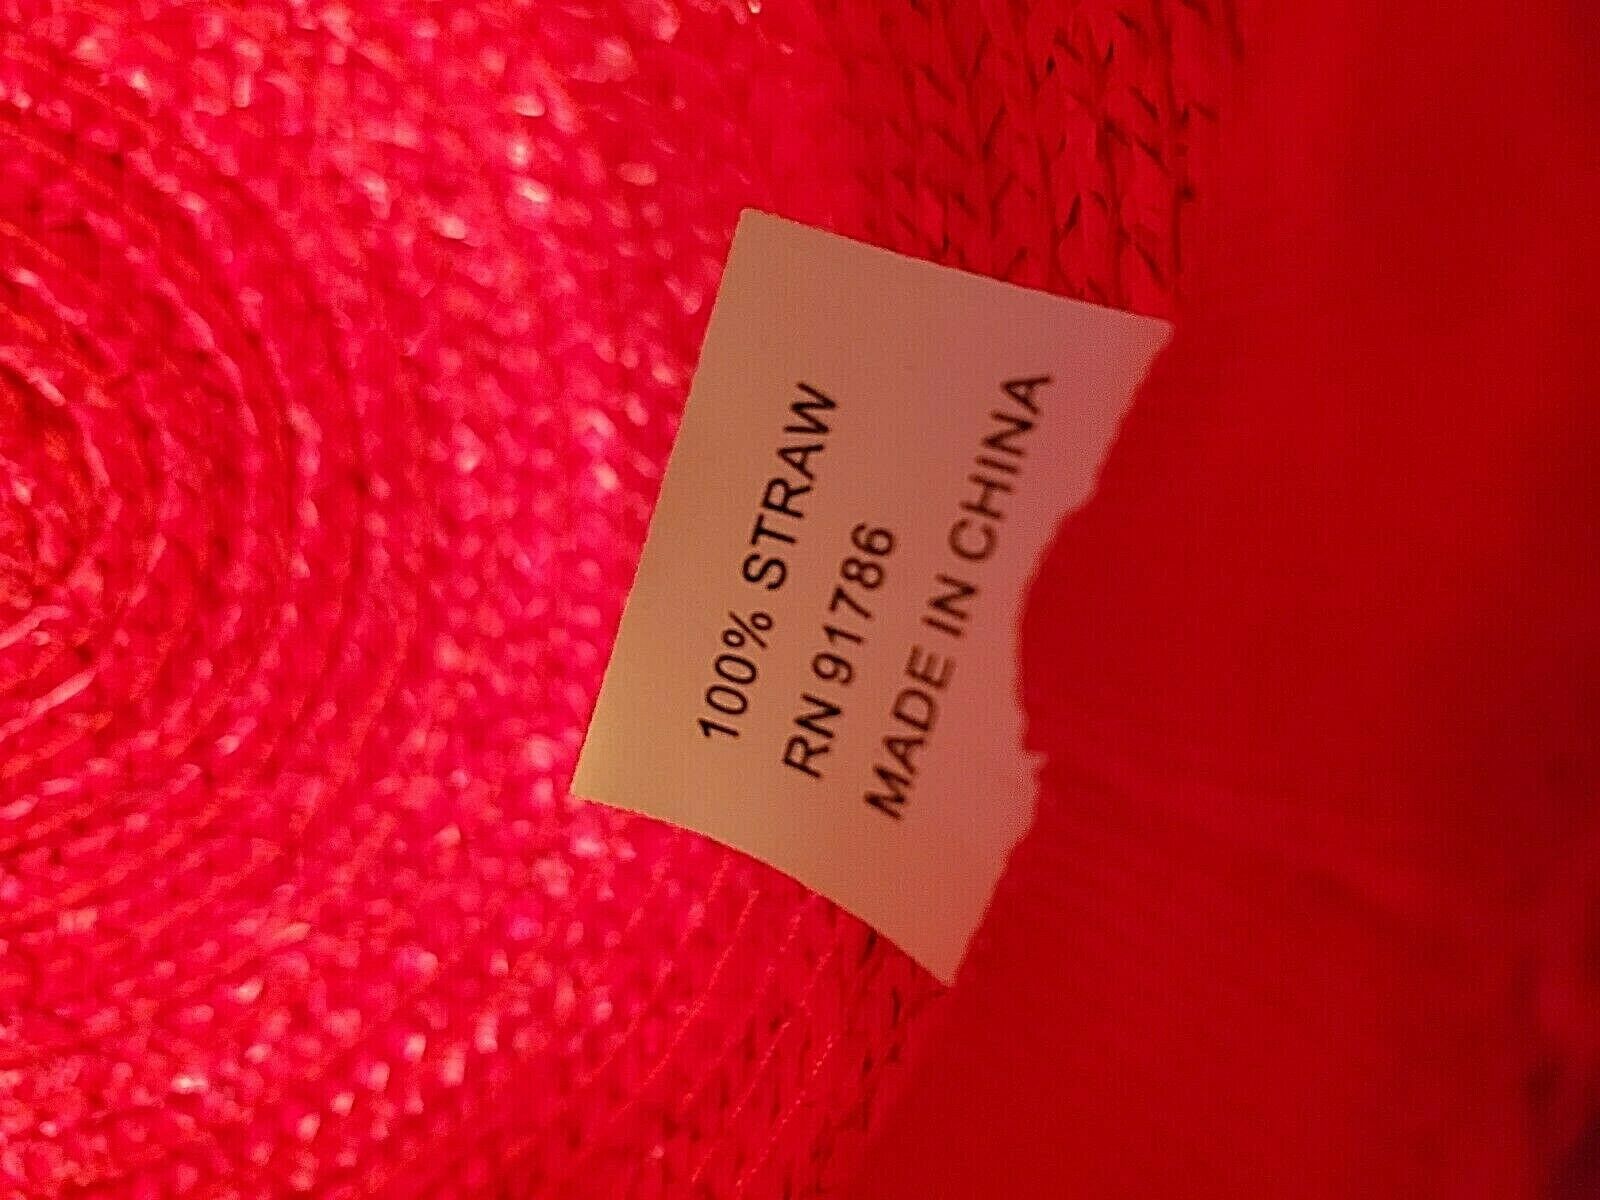 100% STRAW
RN 91786
MADE IN CHINA